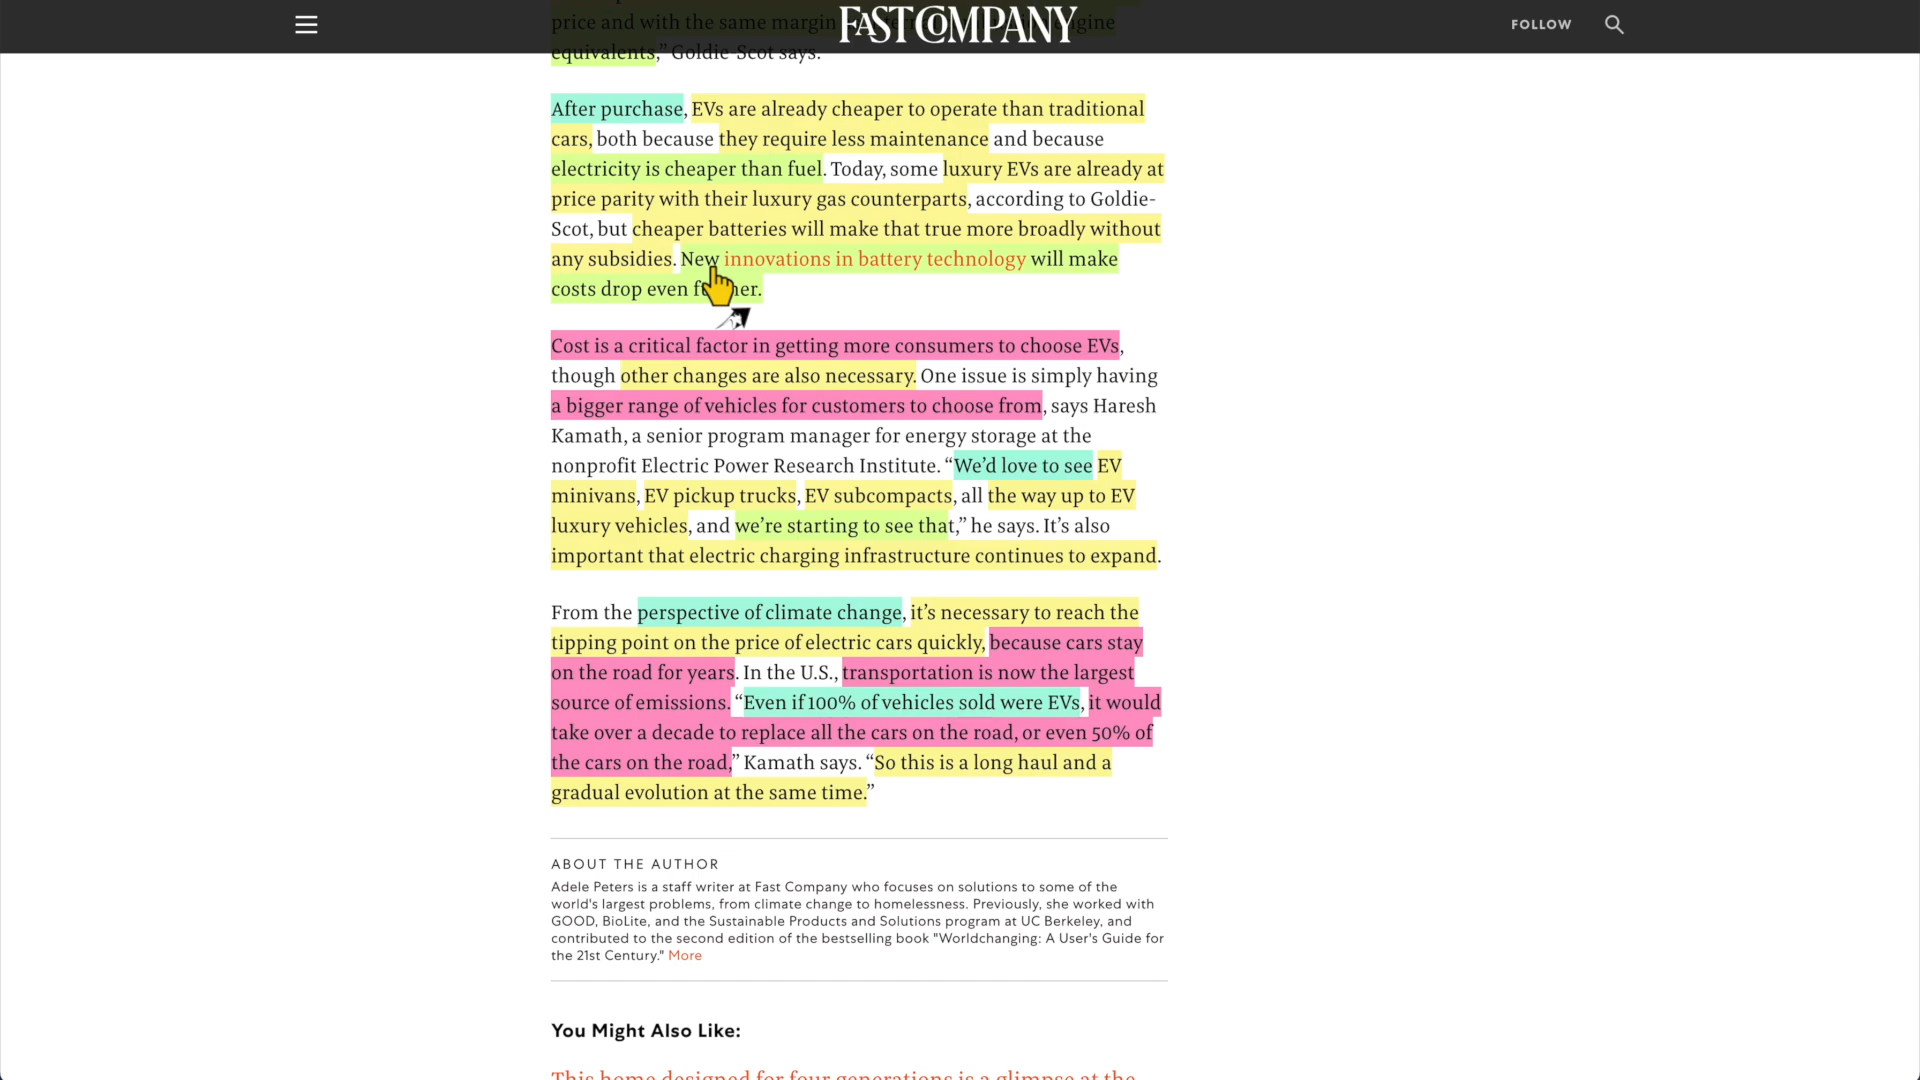 FAST COMPANY
FOLLOW
price and with the same margin
equivalents,” Goldie-Scot says.
After purchase, EVs are already cheaper to operate than traditional
cars, both because they require less maintenance and because
electricity is cheaper than fuel. Today, some luxury EVs are already at
price parity with their luxury gas counterparts, according to Goldie-
Scot, but cheaper batteries will make that true more broadly without
any subsidies. New innovations in battery technology will make
costs drop even further.
Cost is a critical factor in getting more consumers to choose EVs,
though other changes are also necessary. One issue is simply having
a bigger range of vehicles for customers to choose from, says Haresh
Kamath, a senior program manager for energy storage at the
nonprofit Electric Power Research Institute. “We’d love to see EV
minivans, EV pickup trucks, EV subcompacts, all the way up to EV
luxury vehicles, and we’re starting to see that,” he says. It’s also
important that electric charging infrastructure continues to expand.
From the perspective of climate change, it’s necessary to reach the
tipping point on the price of electric cars quickly, because cars stay
on the road for years. In the U.S., transportation is now the largest
source of emissions. “Even if 100% of vehicles sold were EVs, it would
take over a decade to replace all the cars on the road, or even 50% of
the cars on the road,” Kamath says. “So this is a long haul and a
gradual evolution at the same time.”
ABOUT THE AUTHOR
Adele Peters is a staff writer at Fast Company who focuses on solutions to some of the
world's largest problems, from climate change to homelessness. Previously, she worked with
GOOD, BioLite, and the Sustainable Products and Solutions program at UC Berkeley, and
contributed to the second edition of the bestselling book "Worldchanging: A User's Guide for
the 21st Century." More
You Might Also Like:
This home designed for four generations is a glimpse at the